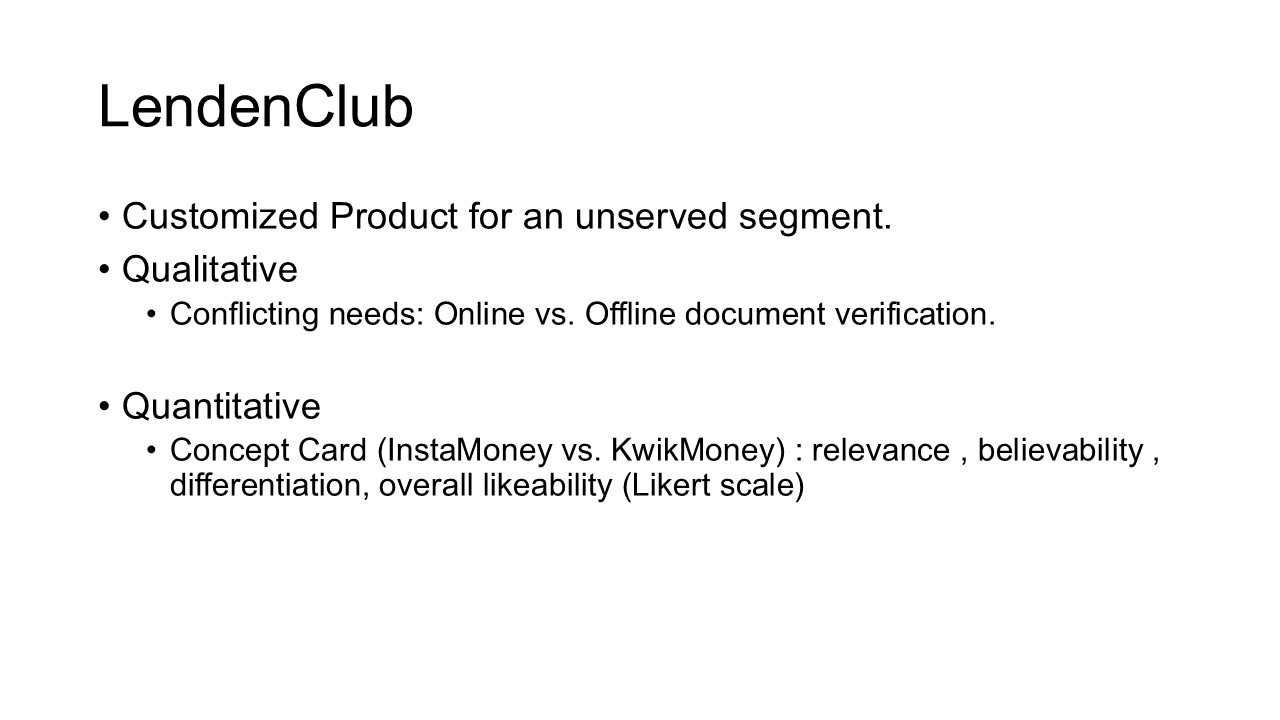 LendenClub
• Customized Product for an unserved segment.
• Qualitative
• Conflicting needs: Online vs. Offline document verification.
• Quantitative
• Concept Card (InstaMoney vs. KwikMoney) : relevance , believability ,
differentiation, overall likeability (Likert scale)